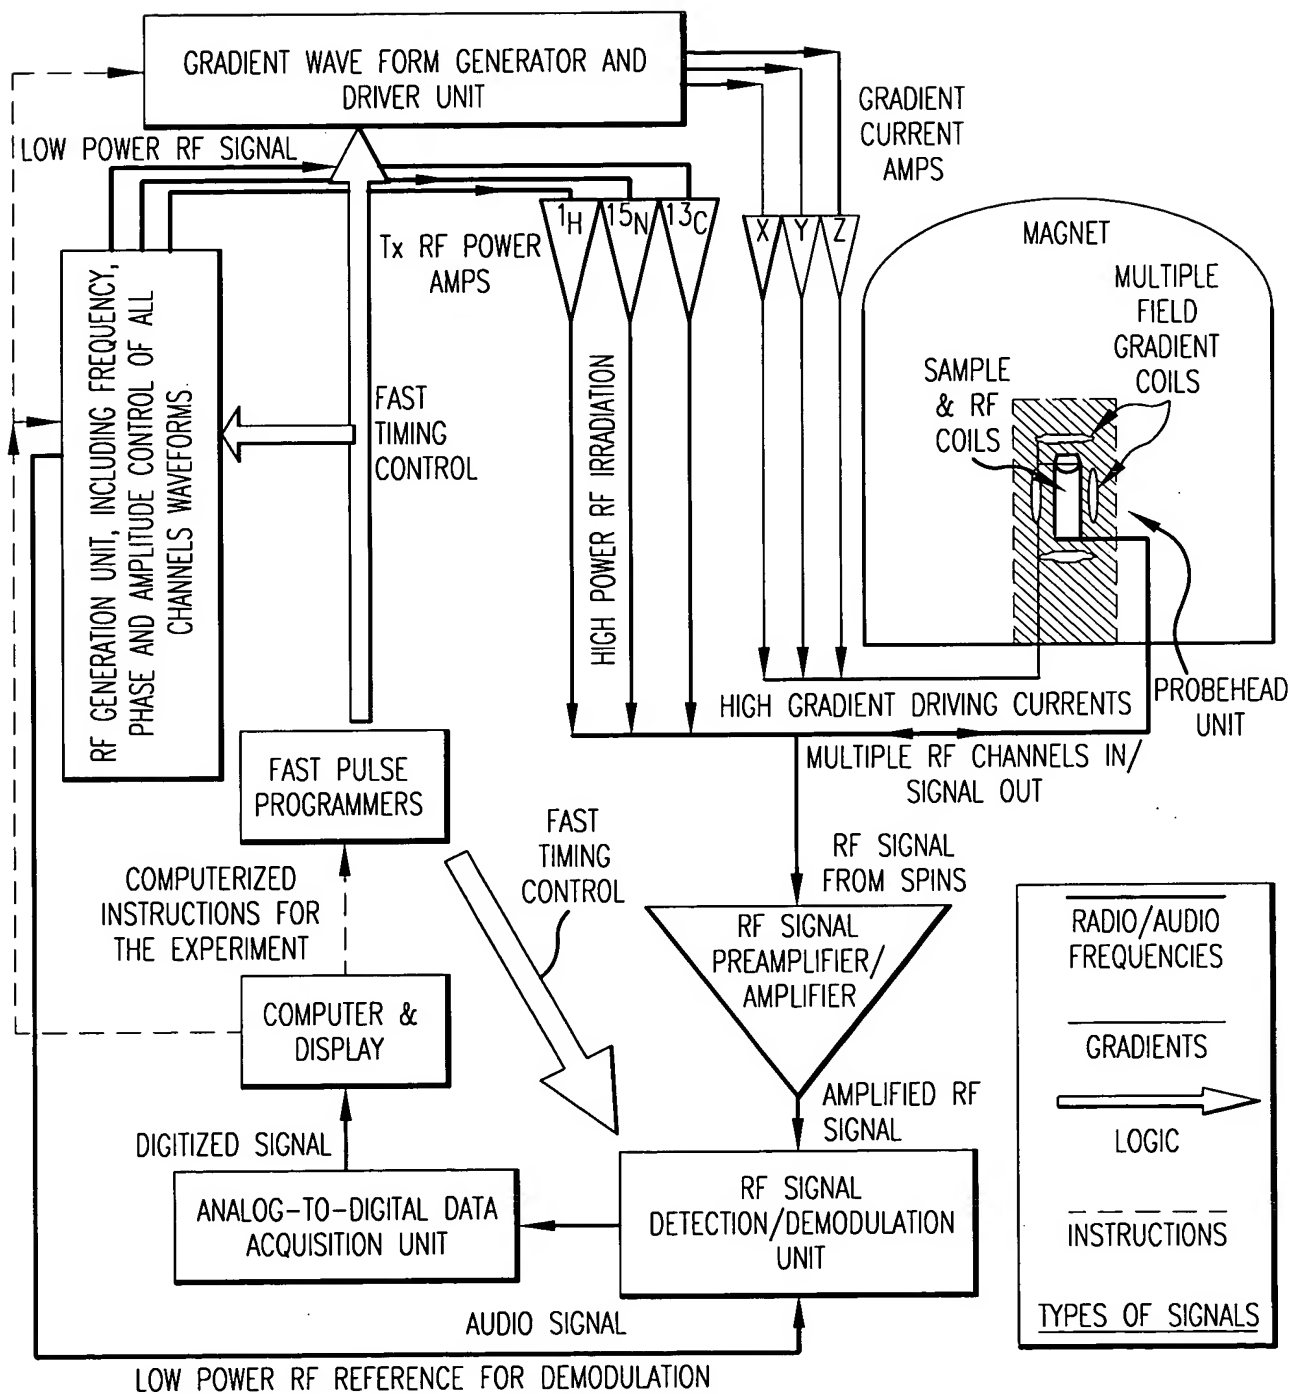 GRADIENT WAVE FORM GENERATOR AND
DRIVER UNIT
GRADIENT
CURRENT
AMPS
LOW POWER RF SIGNAL
1H
15N
13C
Tx RF POWER
AMPS
X
Y
Z
MAGNET
MULTIPLE
FIELD
GRADIENT
COILS
SAMPLE
& RF
COILS
RF GENERATION UNIT, INCLUDING FREQUENCY,
PHASE AND AMPLITUDE CONTROL OF ALL
CHANNELS WAVEFORMS.
FAST
TIMING
CONTROL
HIGH POWER RF IRRADIATION
PROBEHEAD
UNIT
HIGH GRADIENT DRIVING CURRENTS
MULTIPLE RF CHANNELS IN/
SIGNAL OUT
FAST PULSE
PROGRAMMERS
FAST
TIMING
CONTROL
RF SIGNAL
FROM SPINS
COMPUTERIZED
INSTRUCTIONS FOR
THE EXPERIMENT
RF SIGNAL
PREAMPLIFIER/
AMPLIFIER
COMPUTER &
DISPLAY
AMPLIFIED RF
SIGNAL
DIGITIZED SIGNAL
ANALOG-TO-DIGITAL DATA
ACQUISITION UNIT
RF SIGNAL
DETECTION/DEMODULATION
UNIT
AUDIO SIGNAL
LOW POWER RF REFERENCE FOR DEMODULATION
RADIO/AUDIO
FREQUENCIES
GRADIENTS
LOGIC
INSTRUCTIONS
TYPES OF SIGNALS